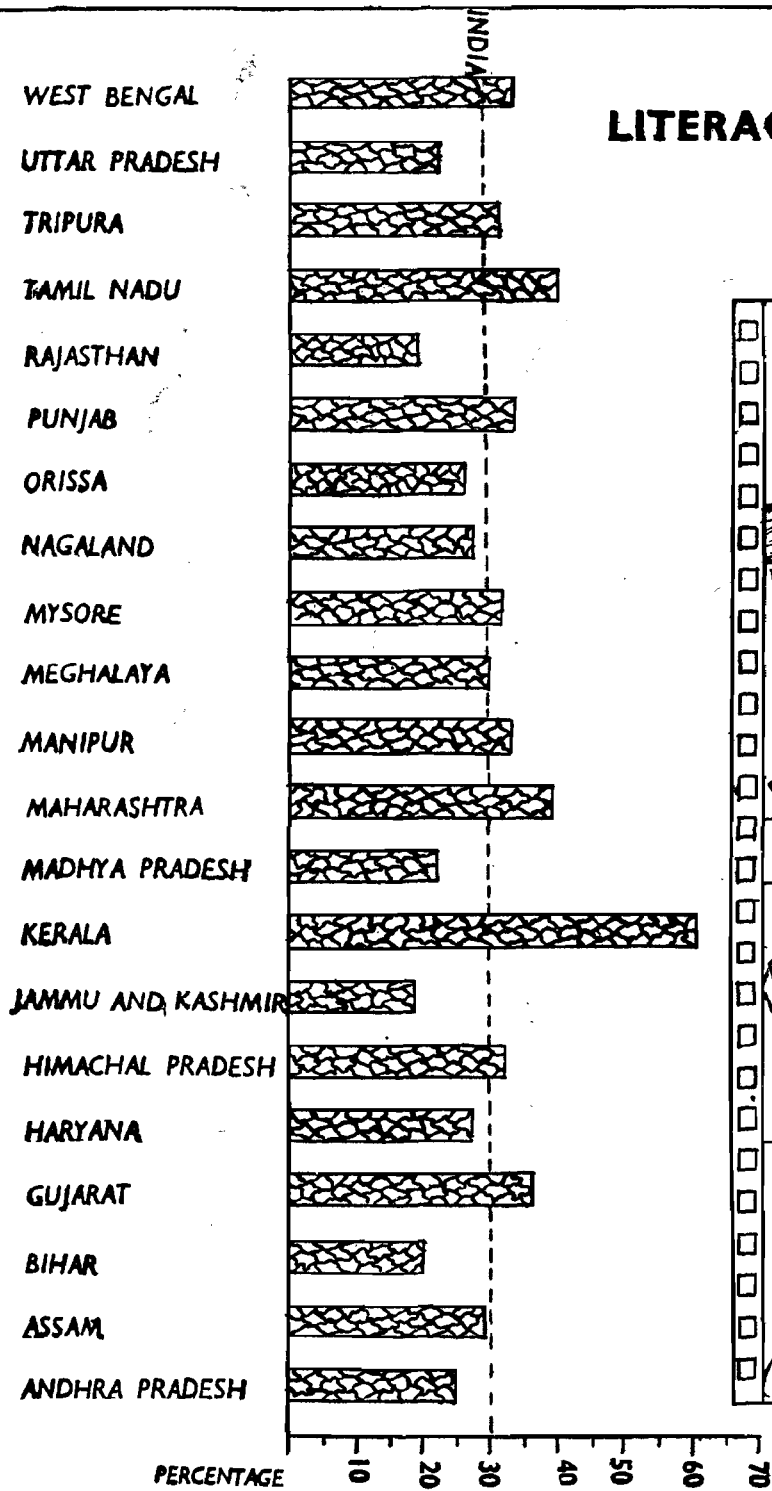 INDIA
WEST BENGAL
LITERAC
UTTAR PRADESH
TRIPURA
TAMIL NADU
RAJASTHAN
PUNJAB
ORISSA
NAGALAND
MYSORE
MEGHALAYA
MANIPUR
MAHARASHTRA
MADHYA PRADESH
KERALA
JAMMU AND KASHMIR
HIMACHAL PRADESH
HARYANA
GUJARAT
BIHAR
ASSAM
ANDHRA PRADESH
PERCENTAGE 10 20 30 40 50 60 70